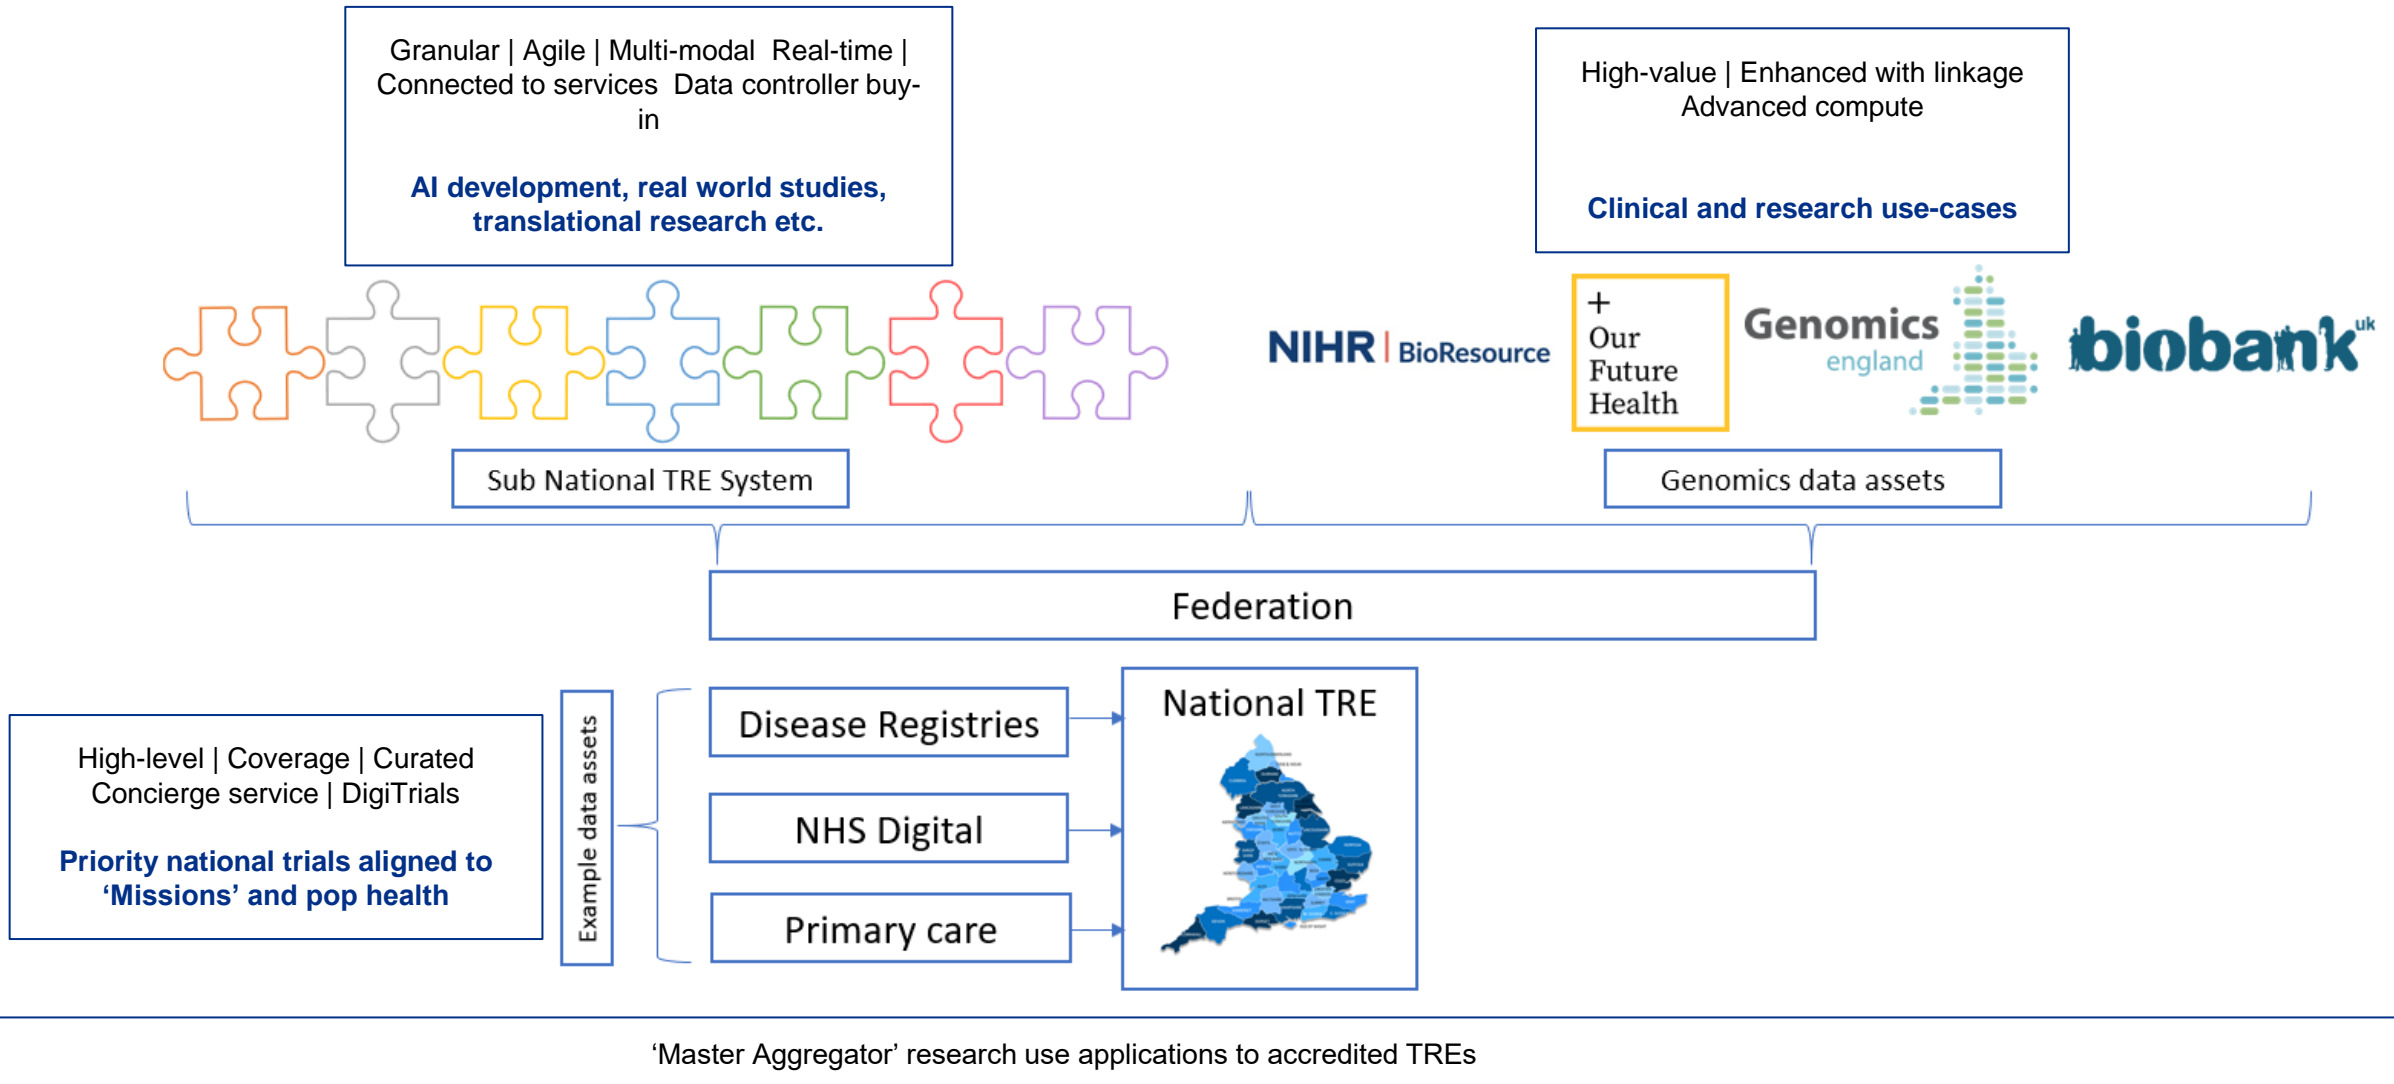 Granular | Agile | Multi-modal  Real-time |
Connected to services  Data controller buy-
in
AI development, real world studies,
translational research etc.
High-value | Enhanced with linkage
Advanced compute
Clinical and research use-cases
NIHR | BioResource
+
Our
Future
Health
Genomics
england
biobank uk
Sub National TRE System
Genomics data assets
Federation
High-level | Coverage | Curated
Concierge service | DigiTrials
Priority national trials aligned to
‘Missions’ and pop health
Example data assets
Disease Registries
NHS Digital
Primary care
National TRE
‘Master Aggregator’ research use applications to accredited TREs